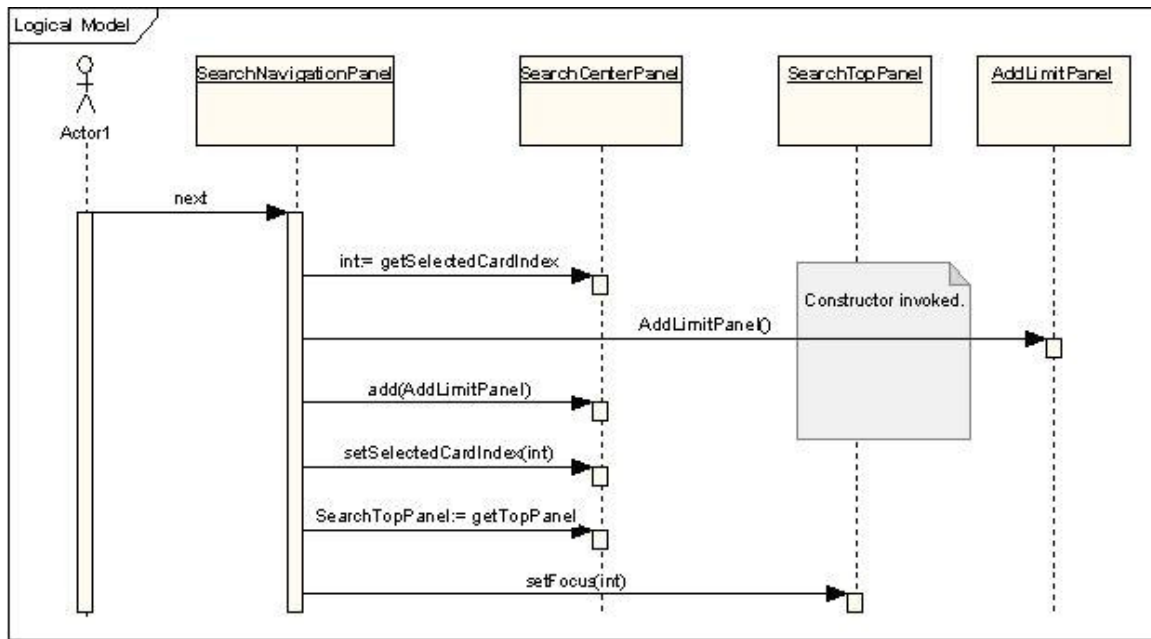 Logical Model
Actor1
SearchNavigationPanel
SearchCenterPanel
SearchTopPanel
AddLimitPanel
next
int:= getSelectedCardIndex
Constructor invoked.
AddLimitPanel()
add(AddLimitPanel)
setSelectedCardIndex(int)
SearchTopPanel:= getTopPanel
setFocus(int)